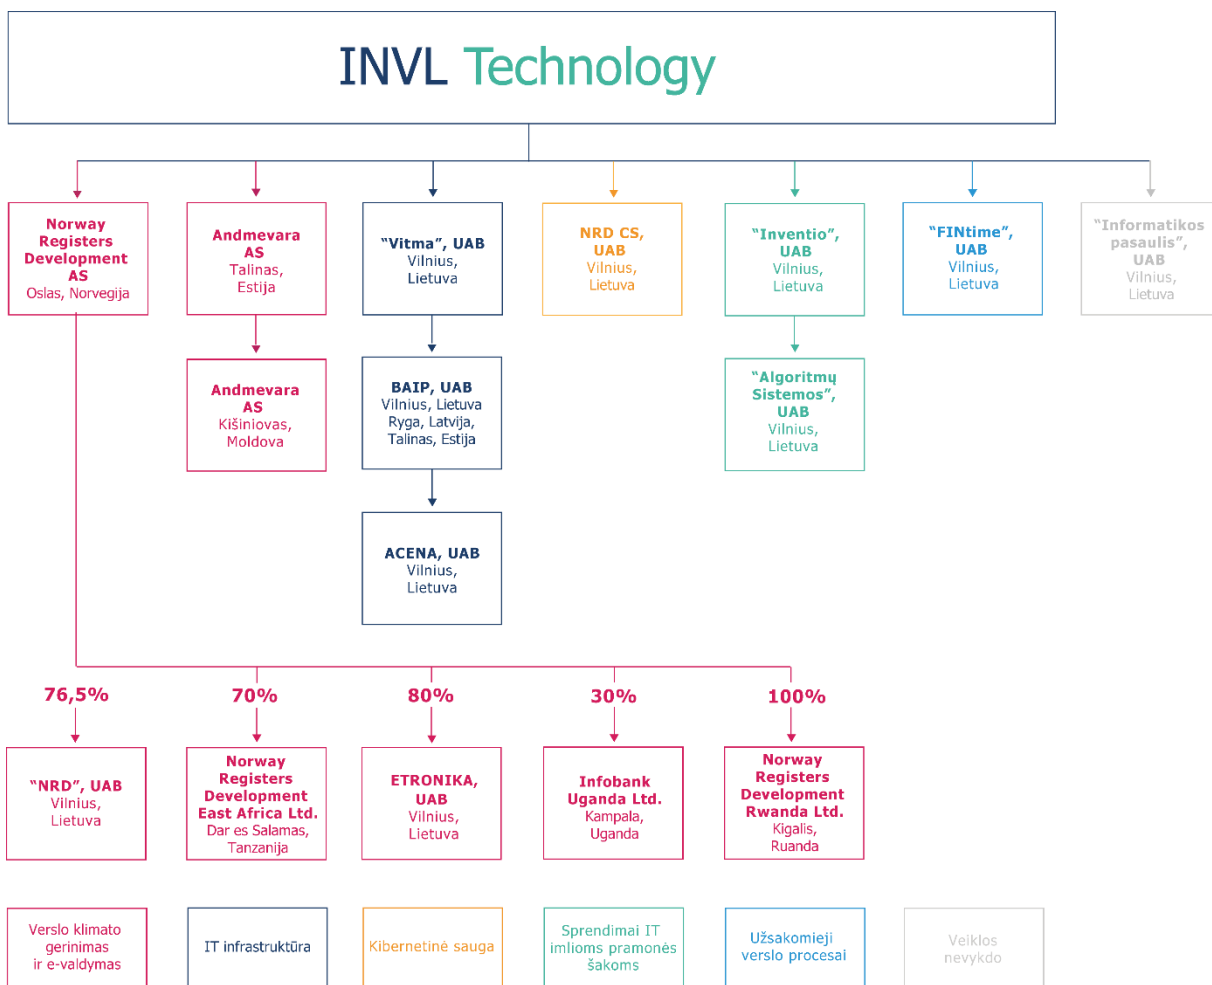 INVL Technology
Norway
Registers
Development
AS
Oslas, Norvegija
Andmevara
AS
Talinas,
Estija
“Vitma”, UAB
Vilnius,
Lietuva
NRD CS,
UAB
Vilnius,
Lietuva
“Inventio”,
UAB
Vilnius,
Lietuva
“FINtime”,
UAB
Vilnius,
Lietuva
“Informatikos
pasaulis”,
UAB
Vilnius,
Lietuva
Andmevara
AS
Kišiniovas,
Moldova
BAIP, UAB
Vilnius, Lietuva
Ryga, Latvija,
Talinas, Estija
“Algoritmų
Sistemos”,
UAB
Vilnius,
Lietuva
ACENA, UAB
Vilnius,
Lietuva
76,5%
70%
80%
30%
100%
“NRD”, UAB
Vilnius,
Lietuva
Norway
Registers
Development
East Africa Ltd.
Dar es Salamas,
Tanzanija
ETRONIKA,
UAB
Vilnius,
Lietuva
Infobank
Uganda Ltd.
Kampala,
Uganda
Norway
Registers
Development
Rwanda Ltd.
Kigalis,
Ruanda
Verslo klimato
gerinimas
ir e-valdymas
IT infrastruktūra
Kibernetinė sauga
Sprendimai IT
imlioms pramonės
šakoms
Užsakomieji
verslo procesai
Veiklos
nevykdo